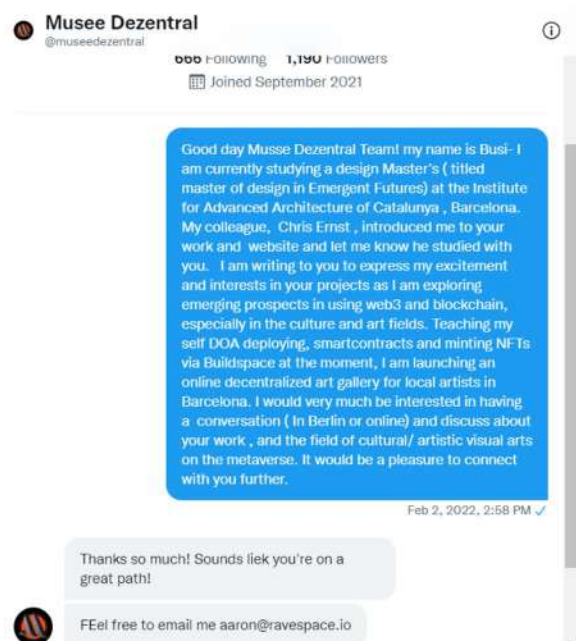 Musee Dezentral
@museedezentral
666 Following 1,190 Followers
Joined September 2021
Good day Musse Dezentral Team! my name is Busi- I
am currently studying a design Master's ( titled
master of design in Emergent Futures) at the Institute
for Advanced Architecture of Catalunya , Barcelona.
My colleague, Chris Ernst , introduced me to your
work and website and let me know he studied with
you. I am writing to you to express my excitement
and interests in your projects as I am exploring
emerging prospects in using web3 and blockchain,
especially in the culture and art fields. Teaching my
self DOA deploying, smartcontracts and minting NFTs
via Buildspace at the moment, I am launching an
online decentralized art gallery for local artists in
Barcelona. I would very much be interested in having
a conversation ( In Berlin or online) and discuss about
your work , and the field of cultural/ artistic visual arts
on the metaverse. It would be a pleasure to connect
with you further.
Feb 2, 2022, 2:58 PM
Thanks so much! Sounds liek you're on a
great path!
FEel free to email me aaron@ravespace.io